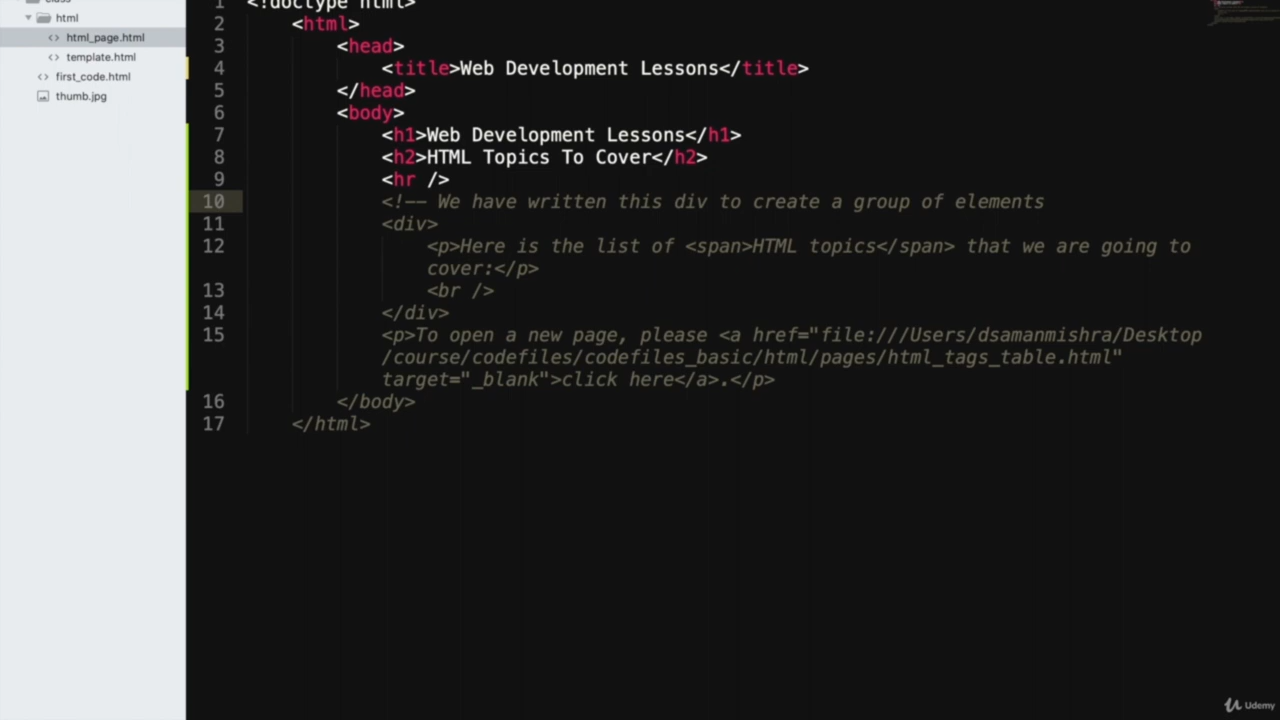 class
html
html_page.html
template.html
first_code.html
thumb.jpg
1 <!doctype html>
2 <html>
3 <head>
4 <title>Web Development Lessons</title>
5 </head>
6 <body>
7 <h1>Web Development Lessons</h1>
8 <h2>HTML Topics To Cover</h2>
9 <hr />
10 <!-- We have written this div to create a group of elements
11 <div>
12 <p>Here is the list of <span>HTML topics</span> that we are going to
cover:</p>
13 <br />
14 </div>
15 <p>To open a new page, please <a href="file:///Users/dsamanmishra/Desktop
/course/codefiles/codefiles_basic/html/pages/html_tags_table.html"
target="_blank">click here</a>.</p>
16 </body>
17 </html>
Udemy